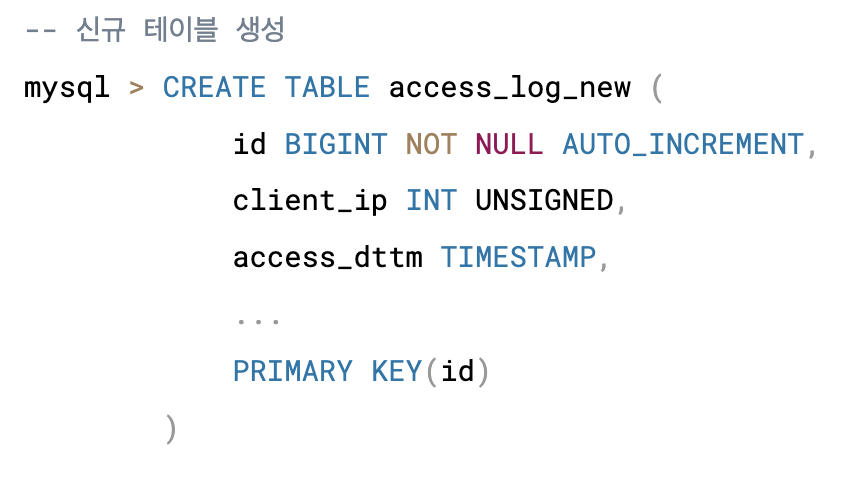 -- 신규 테이블 생성
mysql > CREATE TABLE access_log_new (
id BIGINT NOT NULL AUTO_INCREMENT,
client_ip INT UNSIGNED,
access_dttm TIMESTAMP,
...
PRIMARY KEY(id)
)